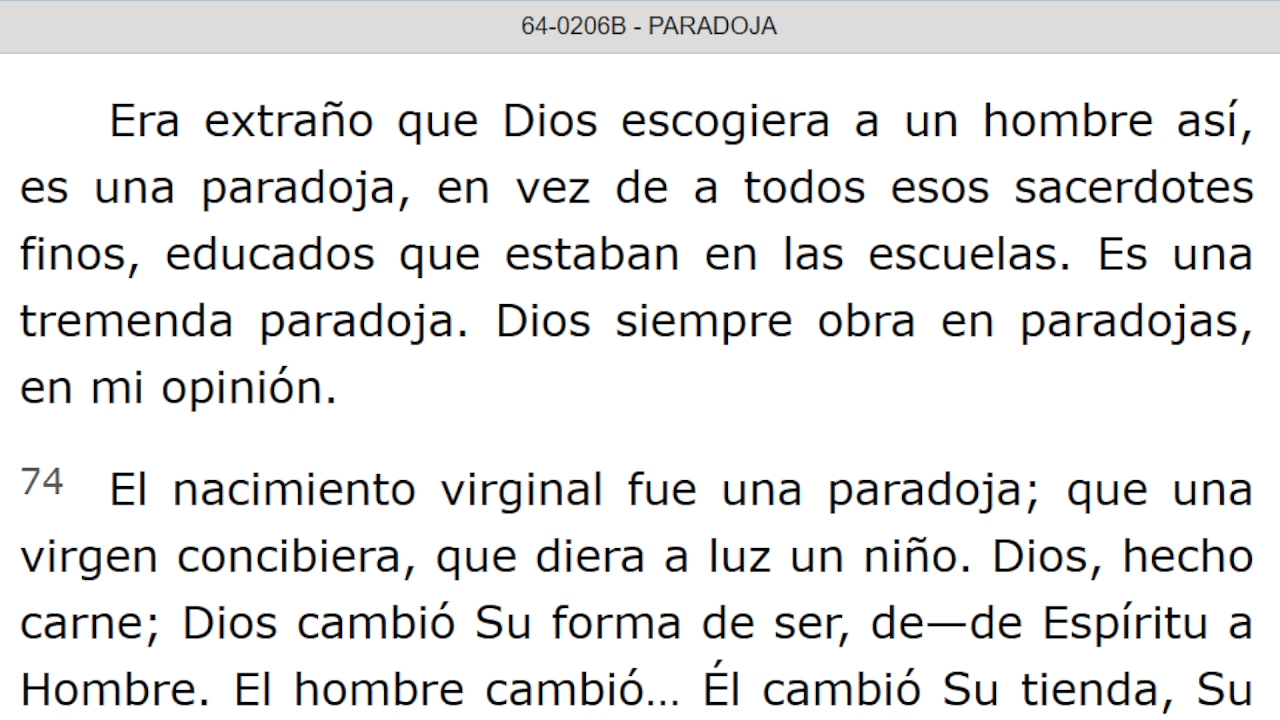 64-0206B - PARADOJA
Era extraño que Dios escogiera a un hombre así,
es una paradoja, en vez de a todos esos sacerdotes
finos, educados que estaban en las escuelas. Es una
tremenda paradoja. Dios siempre obra en paradojas,
en mi opinión.
74 El nacimiento virginal fue una paradoja; que una
virgen concibiera, que diera a luz un niño. Dios, hecho
carne; Dios cambió Su forma de ser, de—de Espíritu a
Hombre. El hombre cambió... Él cambió Su tienda, Su